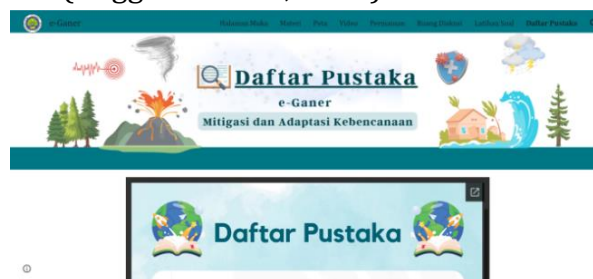 e-Ganer
Halaman Muka Materi Peta Video Permainan Ruang Diskusi Latihan Soal Daftar Pustaka
Daftar Pustaka
e-Ganer
Mitigasi dan Adaptasi Kebencanaan
Daftar Pustaka